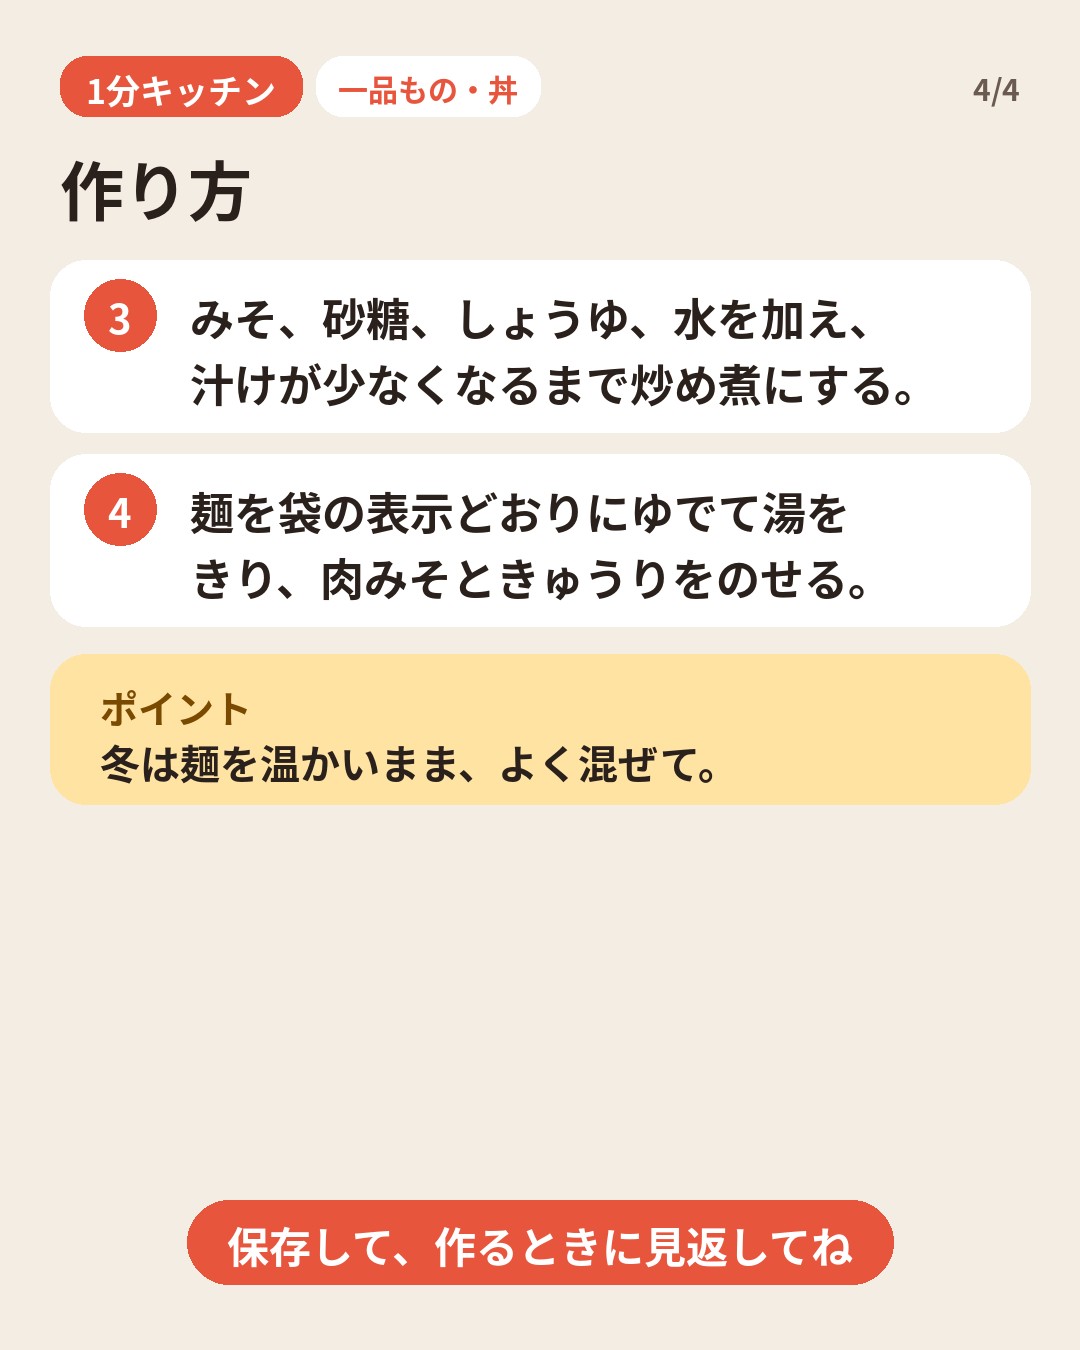 1分キッチン
一品もの・丼
4/4
作り方
3
みそ、砂糖、しょうゆ、水を加え、
汁けが少なくなるまで炒め煮にする。
4
麺を袋の表示どおりにゆでて湯を
きり、肉みそときゅうりをのせる。
ポイント
冬は麺を温かいまま、よく混ぜて。
保存して、作るときに見返してね